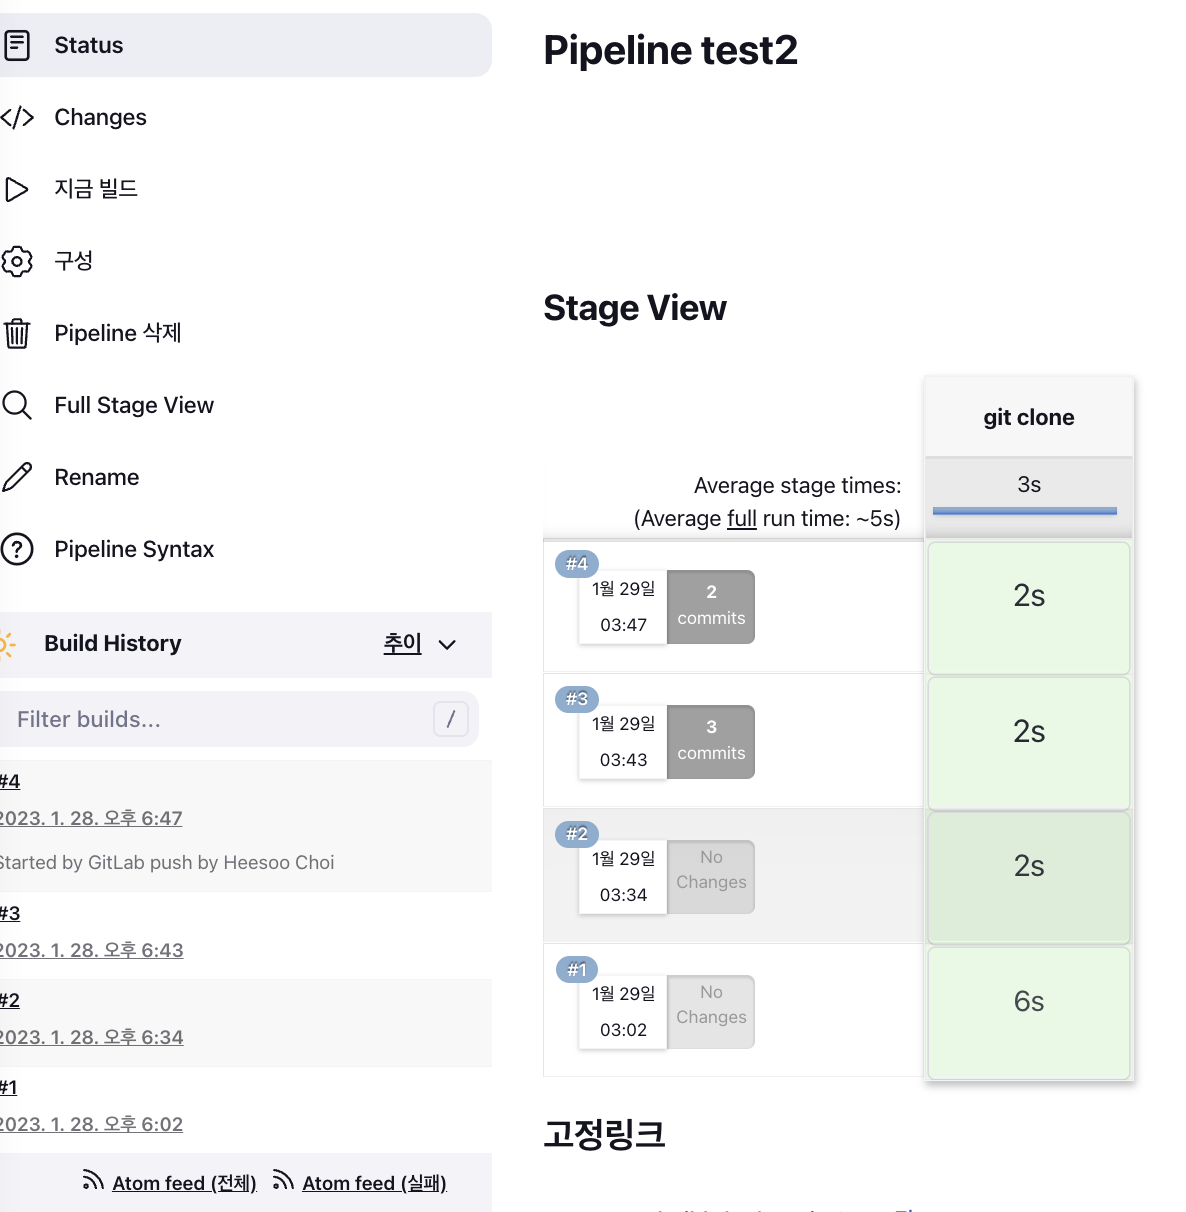 Status
Changes
지금 빌드
구성
Pipeline 삭제
Full Stage View
Rename
Pipeline Syntax
Build History 추이
Filter builds... /
#4
2023. 1. 28. 오후 6:47
Started by GitLab push by Heesoo Choi
#3
2023. 1. 28. 오후 6:43
#2
2023. 1. 28. 오후 6:34
#1
2023. 1. 28. 오후 6:02
Atom feed (전체) Atom feed (실패)
Pipeline test2
Stage View
git clone
Average stage times:
(Average full run time: ~5s)
3s
#4
1월 29일
03:47
2
commits
2s
#3
1월 29일
03:43
3
commits
2s
#2
1월 29일
03:34
No
Changes
2s
#1
1월 29일
03:02
No
Changes
6s
고정링크